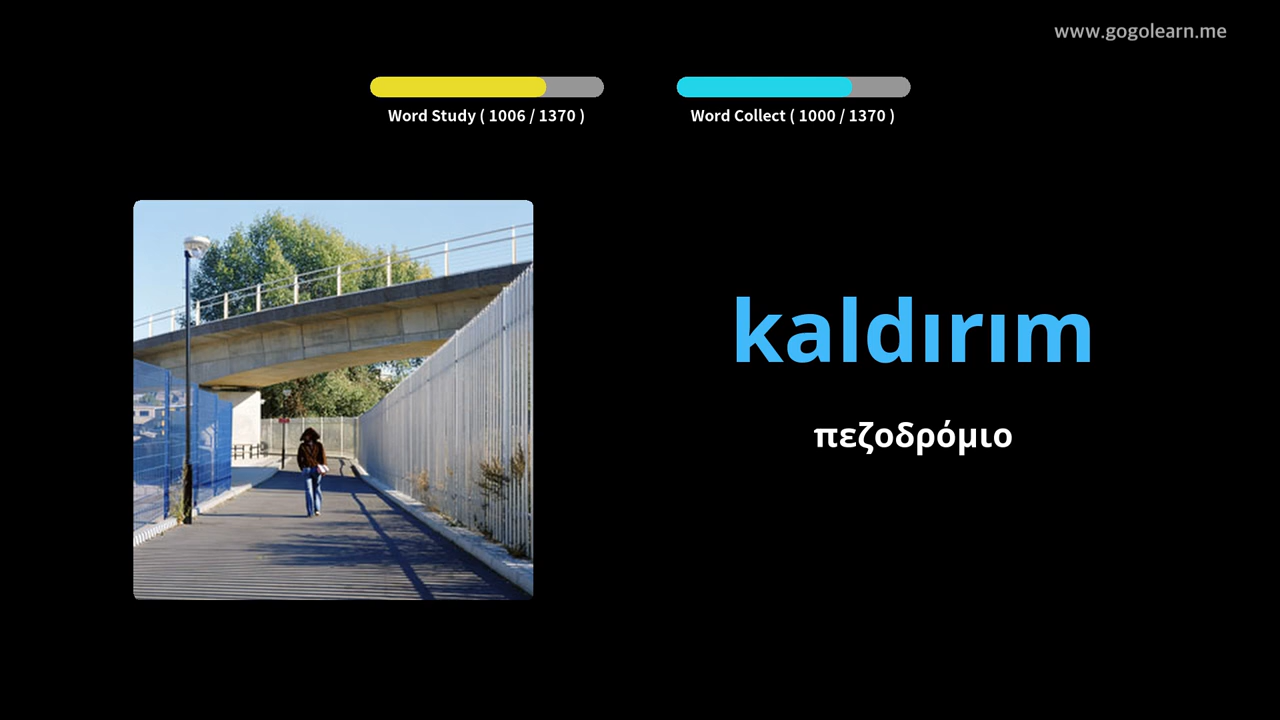 www.gogolearn.me
Word Study ( 1006 / 1370 )
Word Collect ( 1000 / 1370 )
kaldırım
πεζοδρόμιο